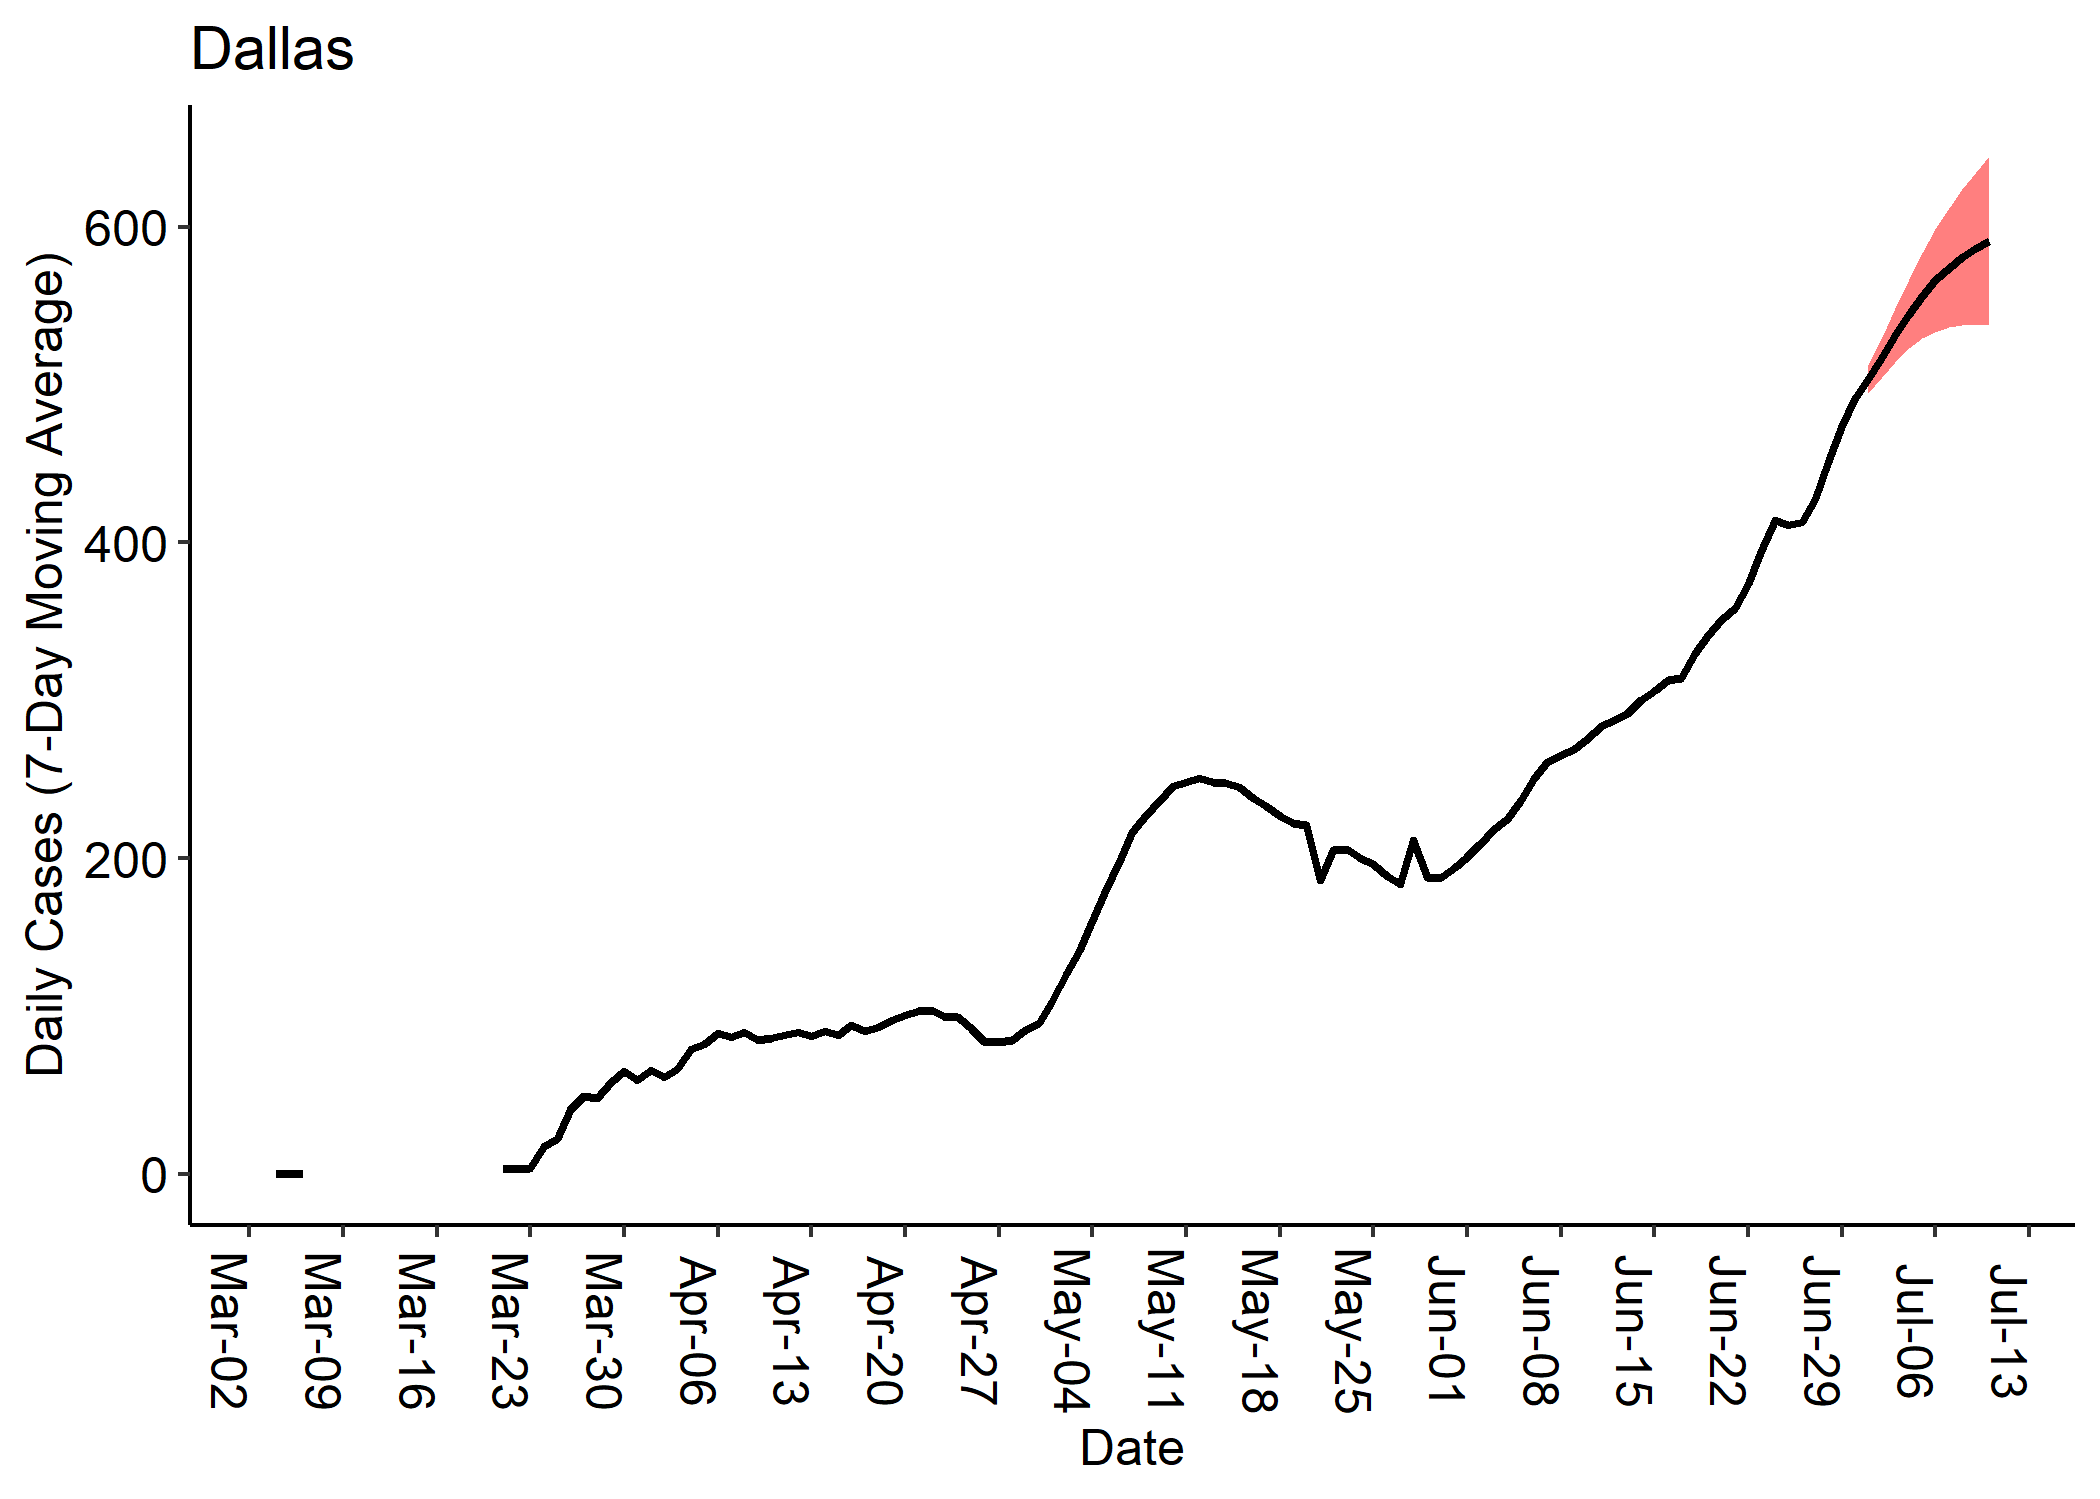 Dallas
Daily Cases (7-Day Moving Average)
600
400
200
0
Mar-02
Mar-09
Mar-16
Mar-23
Mar-30
Apr-06
Apr-13
Apr-20
Apr-27
May-04
May-11
May-18
May-25
Jun-01
Jun-08
Jun-15
Jun-22
Jun-29
Jul-06
Jul-13
Date